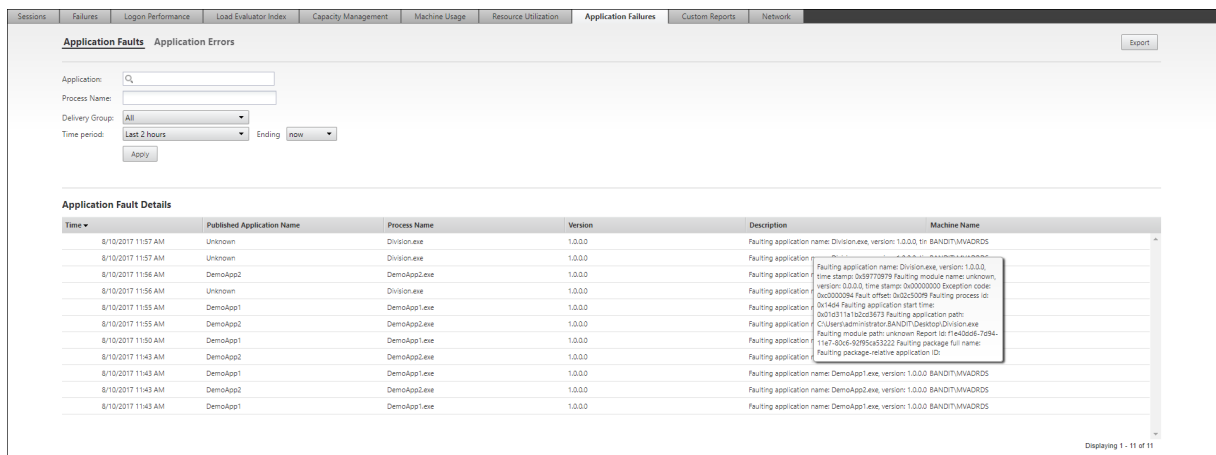 Sessions Failures Logon Performance Load Evaluator Index Capacity Management Machine Usage Resource Utilization Application Failures Custom Reports Network
Application Faults Application Errors Export
Application:
Process Name:
Delivery Group: All
Time period: Last 2 hours Ending now
Apply
Application Fault Details
Time Published Application Name Process Name Version Description Machine Name
8/10/2017 11:57 AM Unknown Division.exe 1.0.0.0 Faulting application name: Division.exe, version: 1.0.0.0, tir BANDIT\MVADRDS
8/10/2017 11:57 AM Unknown Division.exe 1.0.0.0 Faulting application
8/10/2017 11:56 AM DemoApp2 DemoApp2.exe 1.0.0.0 Faulting application
8/10/2017 11:56 AM Unknown Division.exe 1.0.0.0 Faulting application
8/10/2017 11:55 AM DemoApp1 DemoApp1.exe 1.0.0.0 Faulting application
8/10/2017 11:55 AM DemoApp2 DemoApp2.exe 1.0.0.0 Faulting application
8/10/2017 11:50 AM DemoApp1 DemoApp1.exe 1.0.0.0 Faulting application
8/10/2017 11:43 AM DemoApp2 DemoApp2.exe 1.0.0.0 Faulting application
8/10/2017 11:43 AM DemoApp1 DemoApp1.exe 1.0.0.0 Faulting application name: DemoApp1.exe, version: 1.0.0.0 BANDIT\MVADRDS
8/10/2017 11:43 AM DemoApp2 DemoApp2.exe 1.0.0.0 Faulting application name: DemoApp2.exe, version: 1.0.0.0 BANDIT\MVADRDS
8/10/2017 11:43 AM DemoApp1 DemoApp1.exe 1.0.0.0 Faulting application name: DemoApp1.exe, version: 1.0.0.0 BANDIT\MVADRDS
Faulting application name: Division.exe, version: 1.0.0.0,
time stamp: 0x59770979 Faulting module name: unknown,
version: 0.0.0.0, time stamp: 0x00000000 Exception code:
0xc0000094 Fault offset: 0x02c500f9 Faulting process id:
0x14d4 Faulting application start time:
0x01d311a1b2cd3673 Faulting application path:
C:\Users\administrator.BANDIT\Desktop\Division.exe
Faulting module path: unknown Report Id: f1e40dd6-7d94-
11e7-80c6-92f95ca53222 Faulting package full name:
Faulting package-relative application ID:
Displaying 1 - 11 of 11